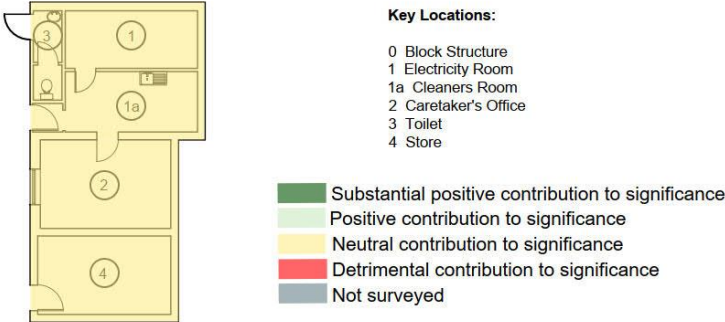 3
1
1a
2
4
Key Locations:
0 Block Structure
1 Electricity Room
1a Cleaners Room
2 Caretaker's Office
3 Toilet
4 Store
Substantial positive contribution to significance
Positive contribution to significance
Neutral contribution to significance
Detrimental contribution to significance
Not surveyed